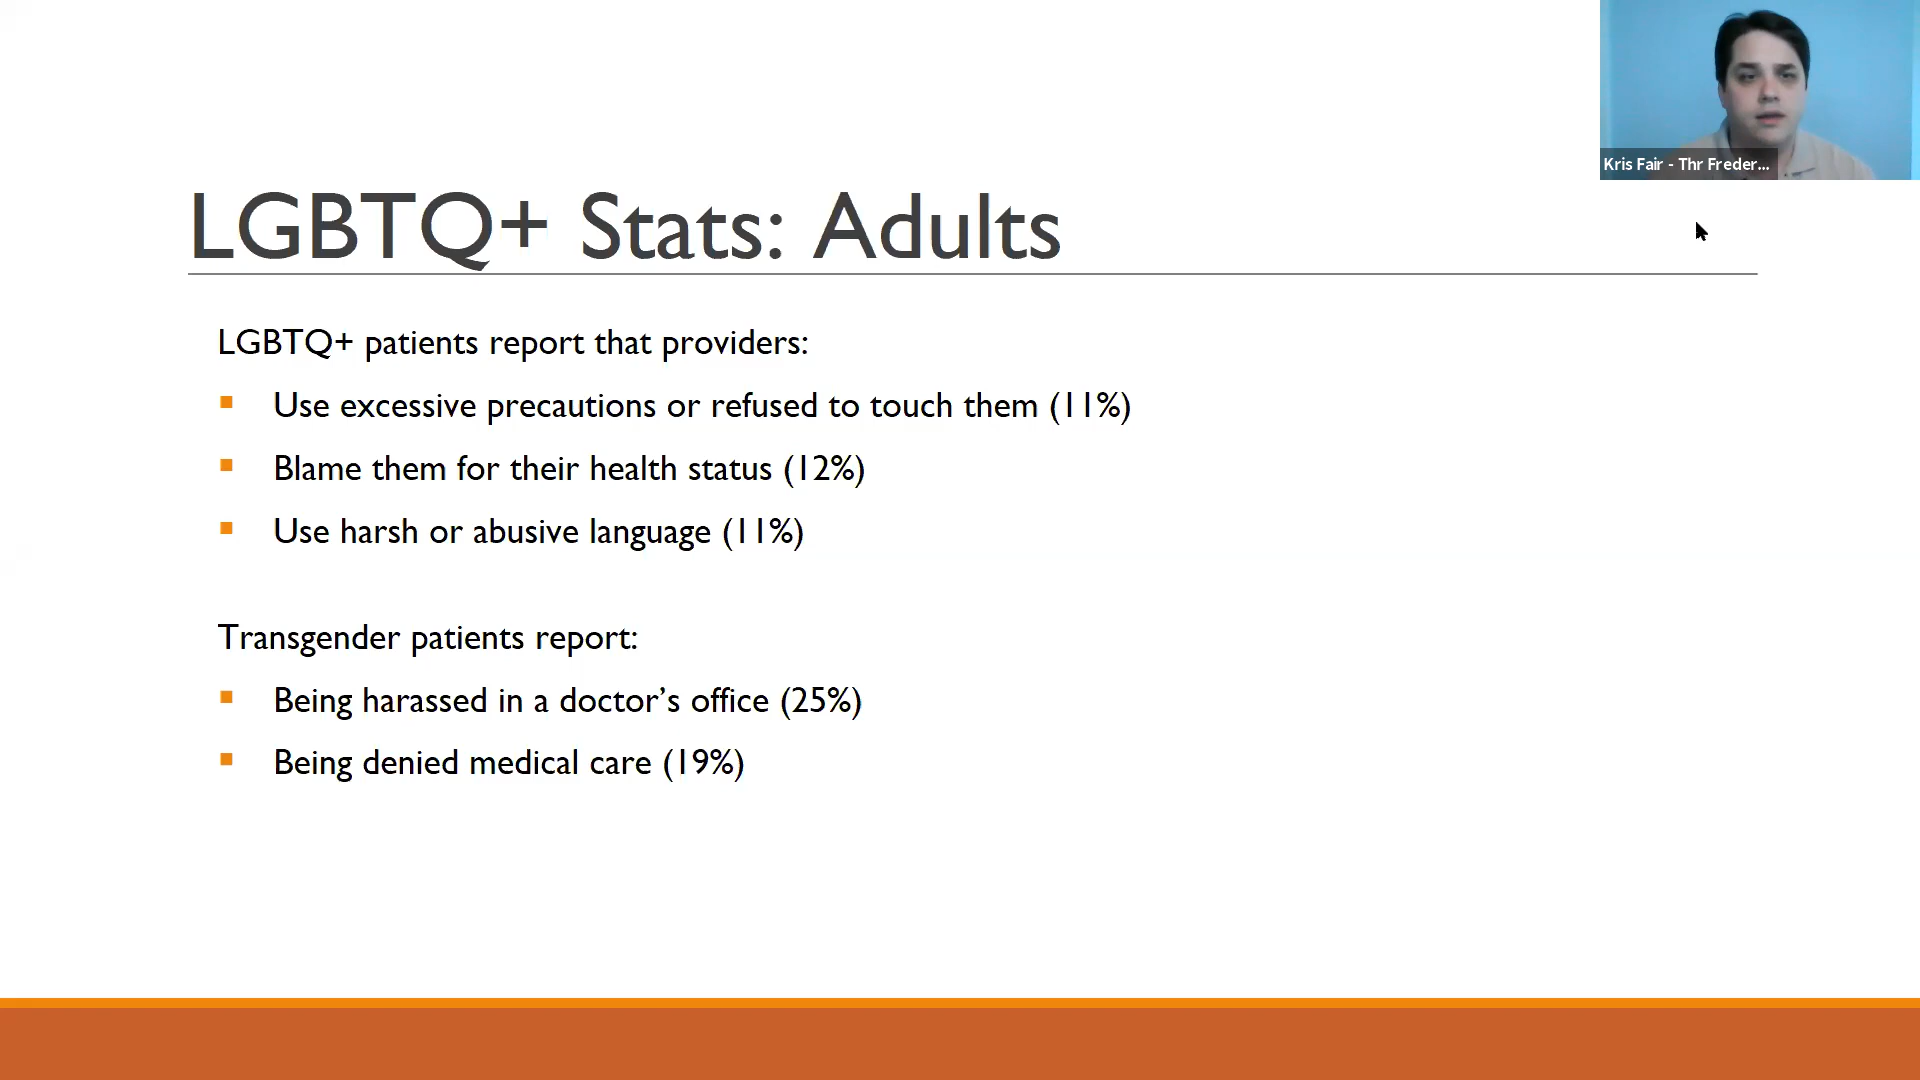 Kris Fair - Thr Freder...
LGBTQ+ Stats: Adults
LGBTQ+ patients report that providers:
Use excessive precautions or refused to touch them (11%)
Blame them for their health status (12%)
Use harsh or abusive language (11%)
Transgender patients report:
Being harassed in a doctor’s office (25%)
Being denied medical care (19%)